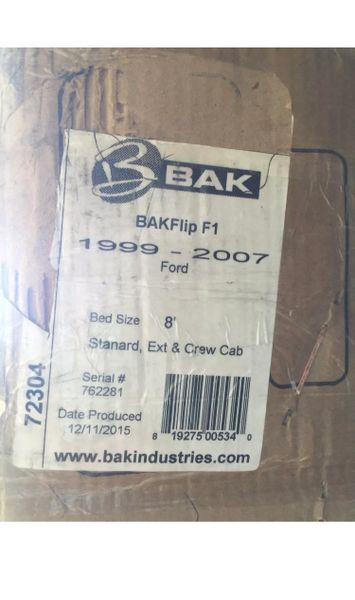 BAK
BAKFlip F1
1999 - 2007
Ford
Bed Size 8'
Stanard, Ext & Crew Cab
72304
Serial #
762281
Date Produced
12/11/2015
8 19275 00534 0
www.bakindustries.com